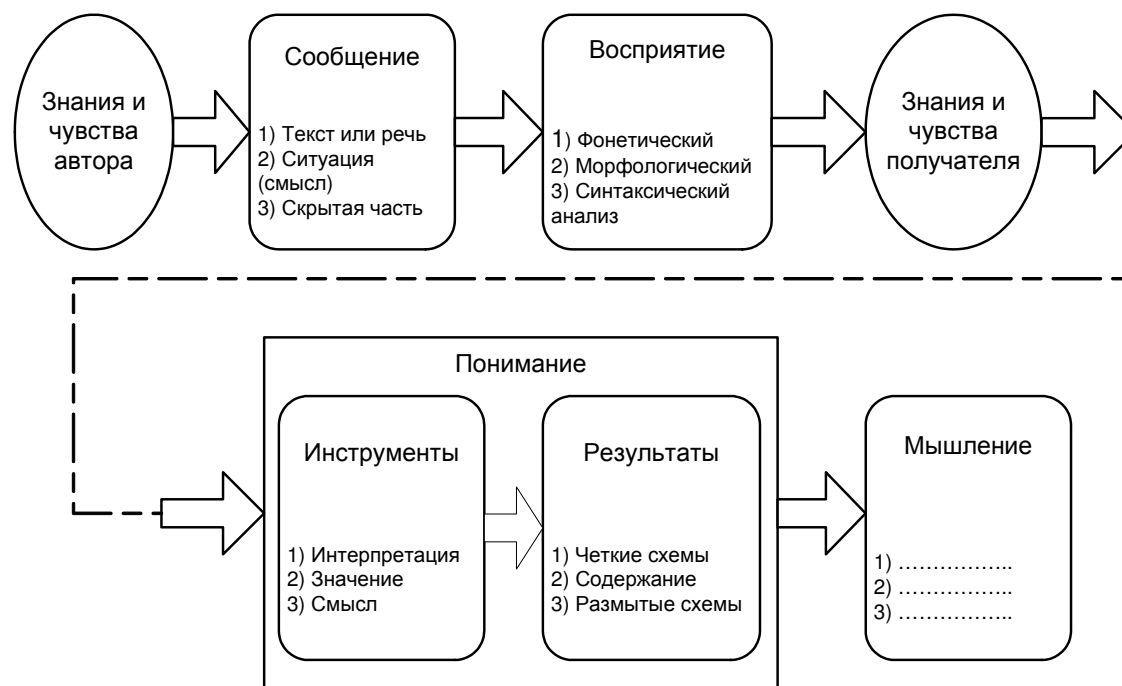 Знания и
чувства
автора
Сообщение
1) Текст или речь
2) Ситуация
(смысл)
3) Скрытая часть
Восприятие
1) Фонетический
2) Морфологический
3) Синтаксический
анализ
Знания и
чувства
получателя
Понимание
Инструменты
1) Интерпретация
2) Значение
3) Смысл
Результаты
1) Четкие схемы
2) Содержание
3) Размытые схемы
Мышление
1) ……………..
2) ……………..
3) ……………..